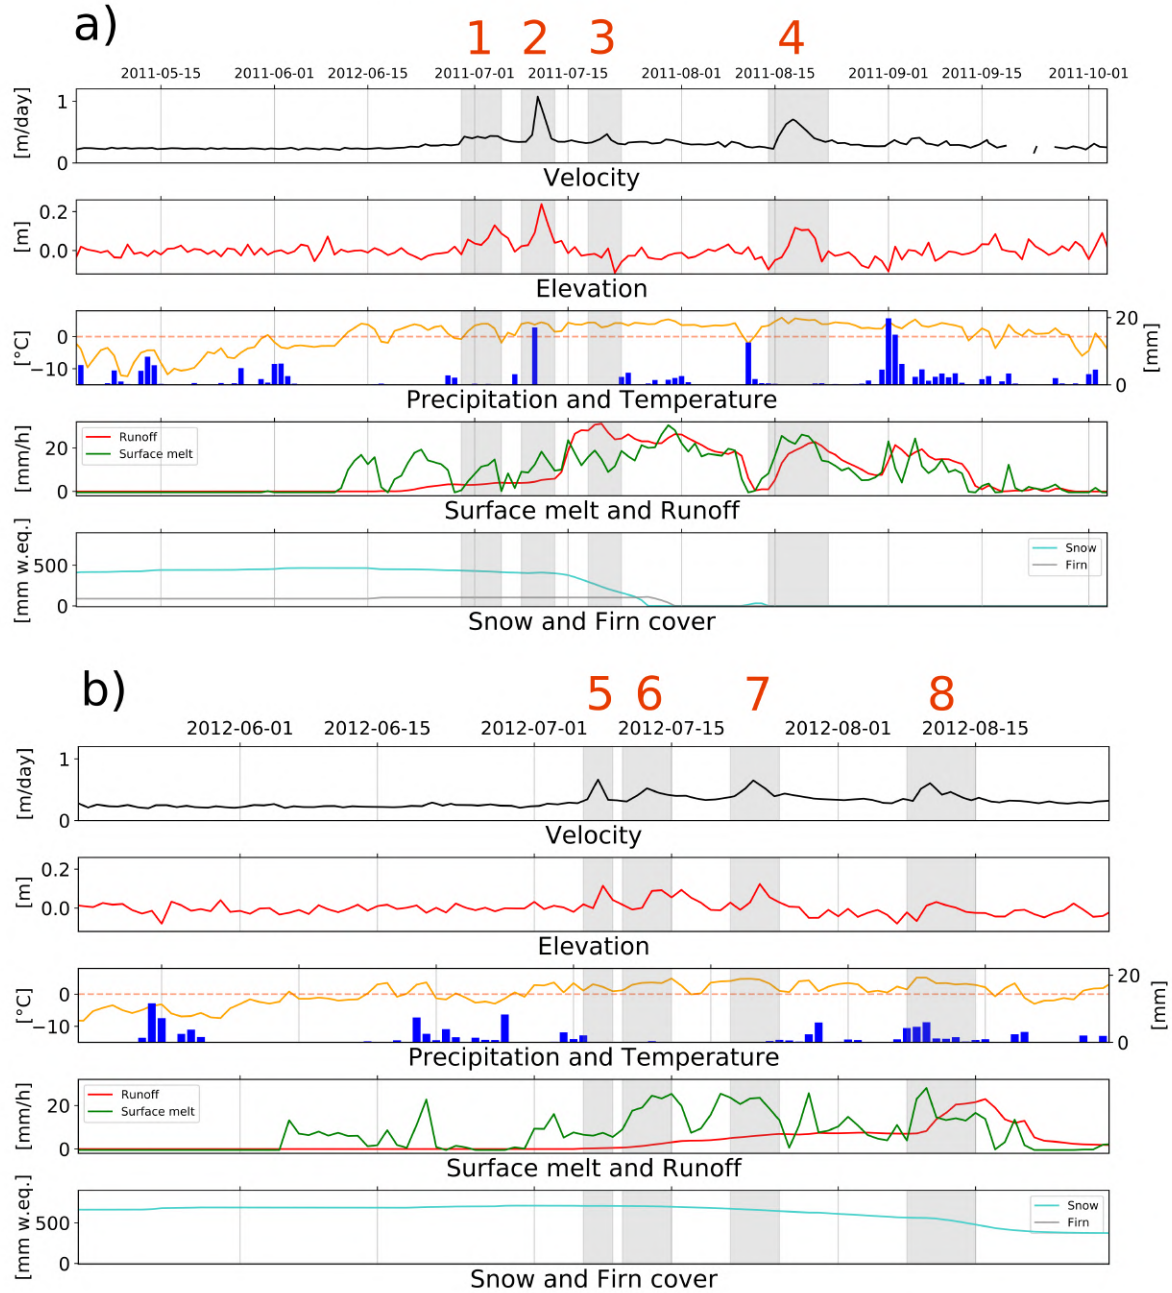 a)
1 2 3 4
2011-05-15 2011-06-01 2012-06-15 2011-07-01 2011-07-15 2011-08-01 2011-08-15 2011-09-01 2011-09-15 2011-10-01
[m/day]
1
0
Velocity
[m]
0.2
0.0
Elevation
[°C]
0
−10
20
0
[mm]
Precipitation and Temperature
[mm/h]
20
0
Runoff
Surface melt
Surface melt and Runoff
[mm w.eq.]
500
0
Snow
Firn
Snow and Firn cover
b)
5 6 7 8
2012-06-01 2012-06-15 2012-07-01 2012-07-15 2012-08-01 2012-08-15
[m/day]
1
0
Velocity
[m]
0.2
0.0
Elevation
[°C]
0
−10
20
0
[mm]
Precipitation and Temperature
[mm/h]
20
0
Runoff
Surface melt
Surface melt and Runoff
[mm w.eq.]
500
0
Snow
Firn
Snow and Firn cover